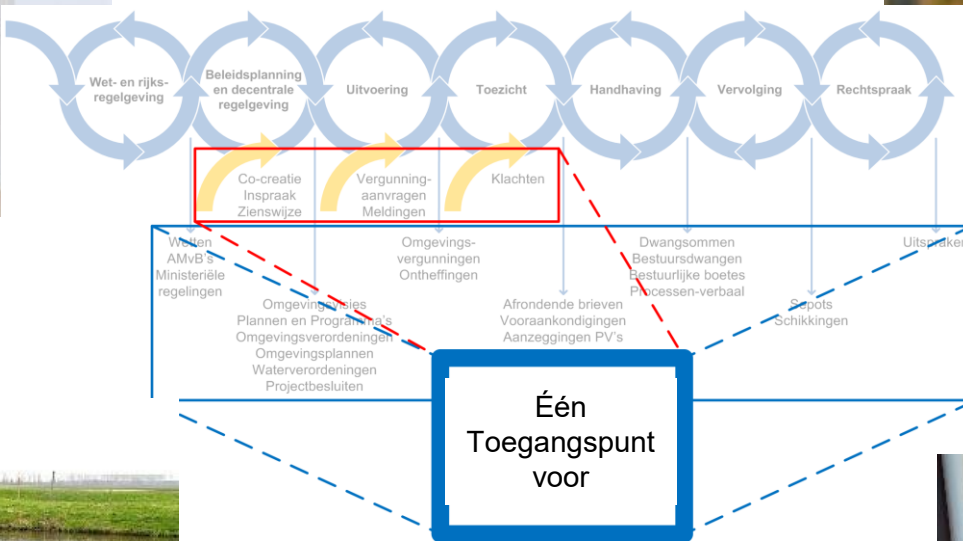 Wet- en rijks-
regelgeving
Beleidsplanning
en decentrale
regelgeving
Uitvoering
Toezicht
Handhaving
Vervolging
Rechtspraak
Co-creatie
Inspraak
Zienswijze
Vergunning-
aanvragen
Meldingen
Klachten
Wetten
AMvB's
Ministeriële
regelingen
Omgevingsvisies
Plannen en Programma's
Omgevingsverordeningen
Omgevingsplannen
Waterverordeningen
Projectbesluiten
Omgevings-
vergunningen
Ontheffingen
Afrondende brieven
Vooraankondigingen
Aanzeggingen PV's
Dwangsommen
Bestuursdwangen
Bestuurlijke boetes
Processen-verbaal
Sepots
Schikkingen
Uitspraken
Één
Toegangspunt
voor